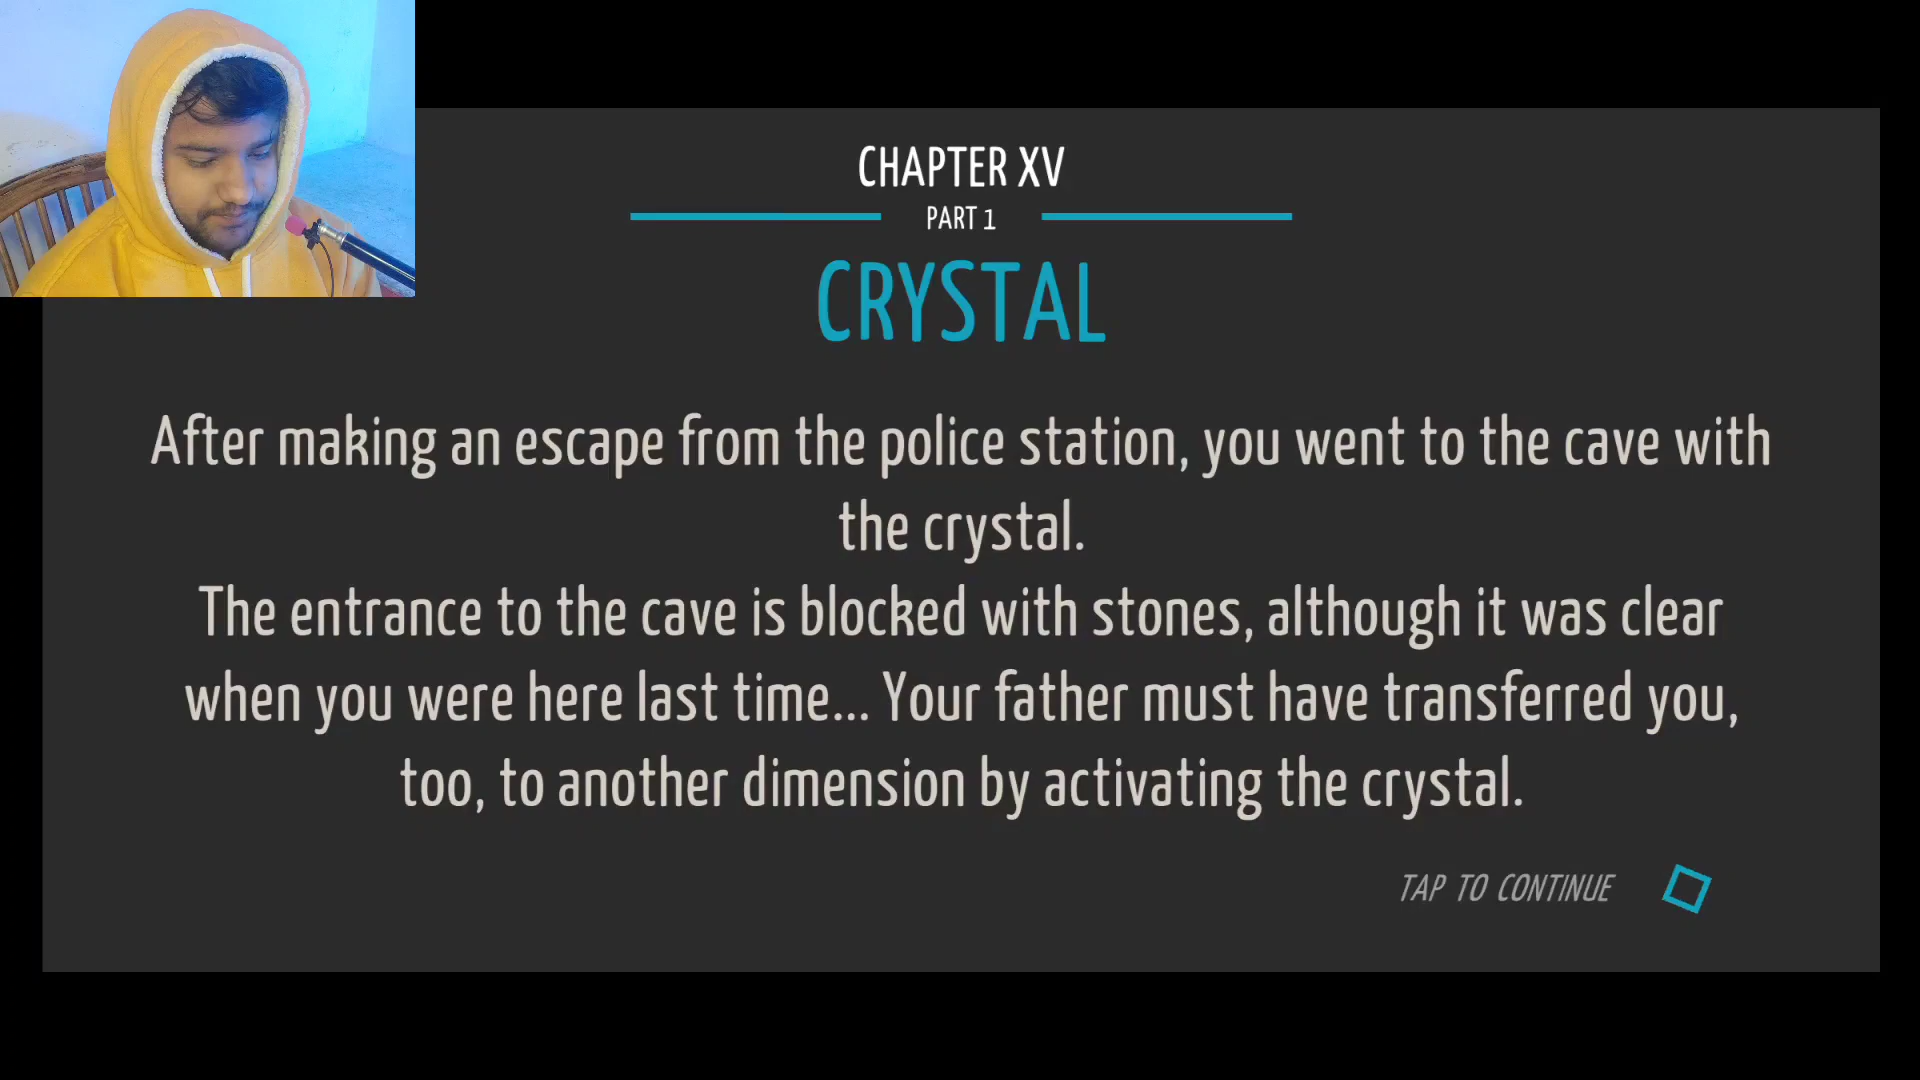 CHAPTER XV
PART 1
CRYSTAL
After making an escape from the police station, you went to the cave with
the crystal.
The entrance to the cave is blocked with stones, although it was clear
when you were here last time... Your father must have transferred you,
too, to another dimension by activating the crystal.
TAP TO CONTINUE